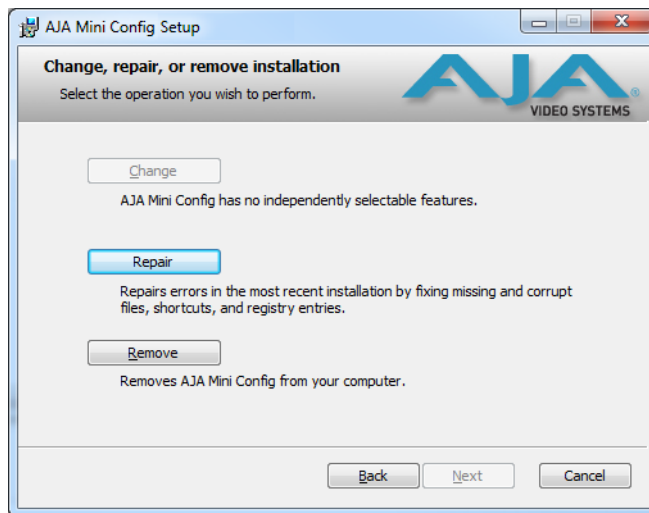 AJA Mini Config Setup
Change, repair, or remove installation
Select the operation you wish to perform.
AJA
VIDEO SYSTEMS
Change
AJA Mini Config has no independently selectable features.
Repair
Repairs errors in the most recent installation by fixing missing and corrupt
files, shortcuts, and registry entries.
Remove
Removes AJA Mini Config from your computer.
Back
Next
Cancel